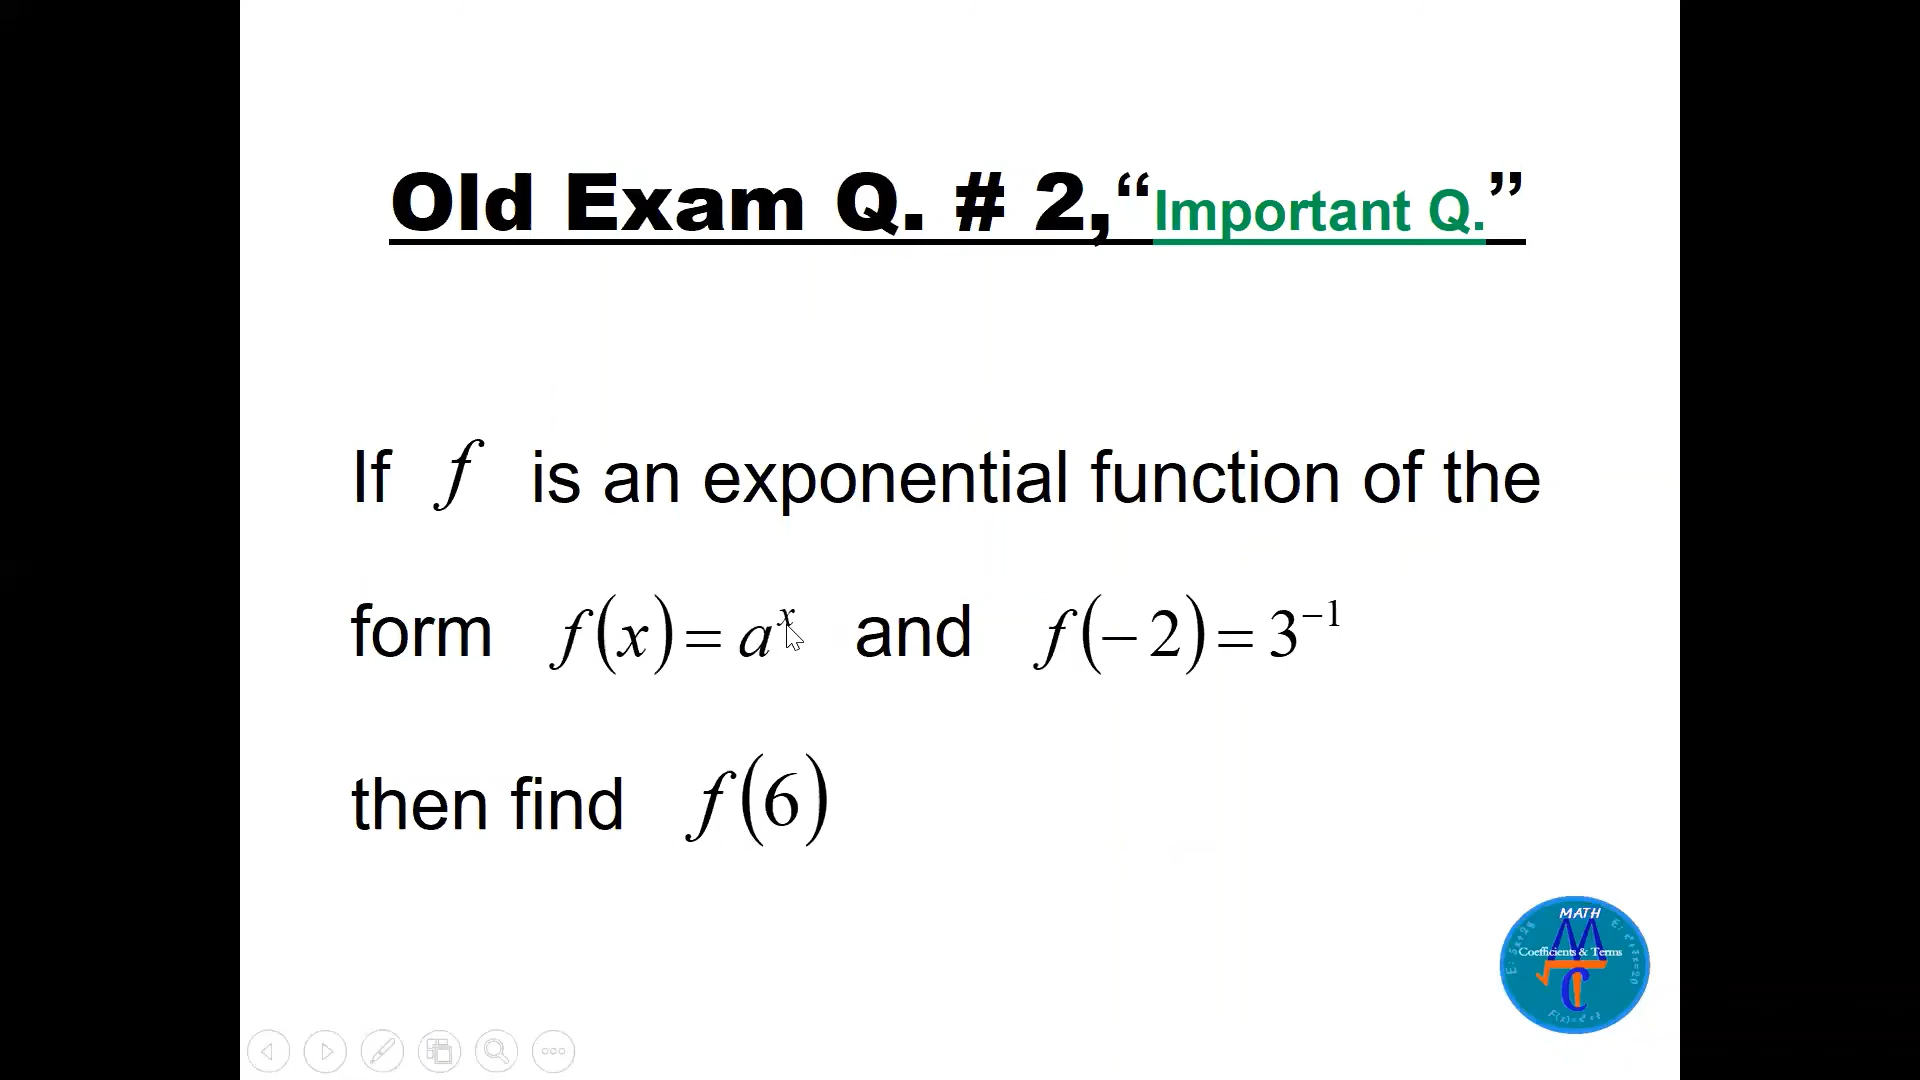 Old Exam Q. # 2,“Important Q.”
If f is an exponential function of the
form f(x) = aˣ and f(−2) = 3⁻¹
then find f(6)
MATH
Coefficients & Terms